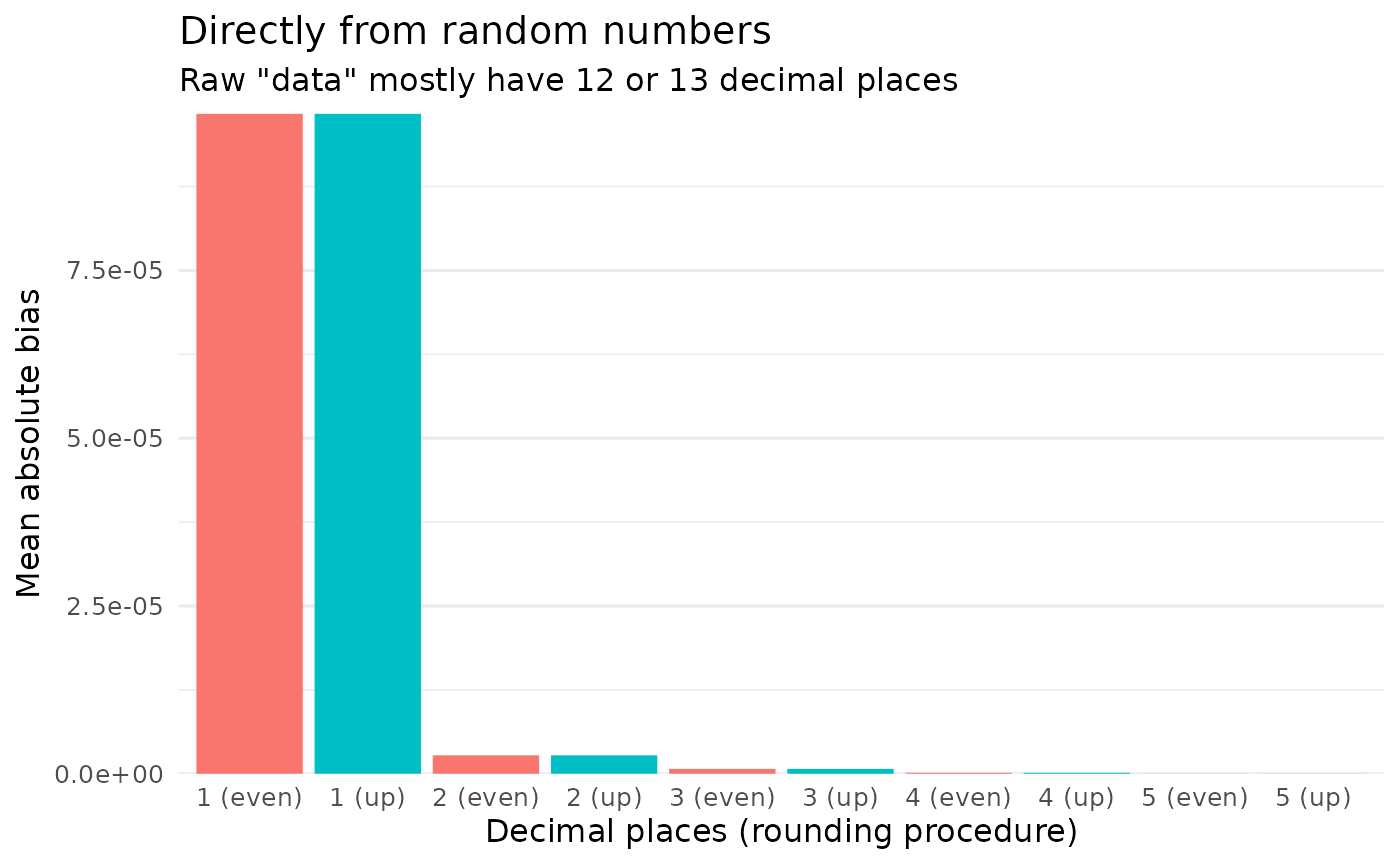 Directly from random numbers
Raw "data" mostly have 12 or 13 decimal places
Mean absolute bias
7.5e-05
5.0e-05
2.5e-05
0.0e+00
1 (even) 1 (up) 2 (even) 2 (up) 3 (even) 3 (up) 4 (even) 4 (up) 5 (even) 5 (up)
Decimal places (rounding procedure)